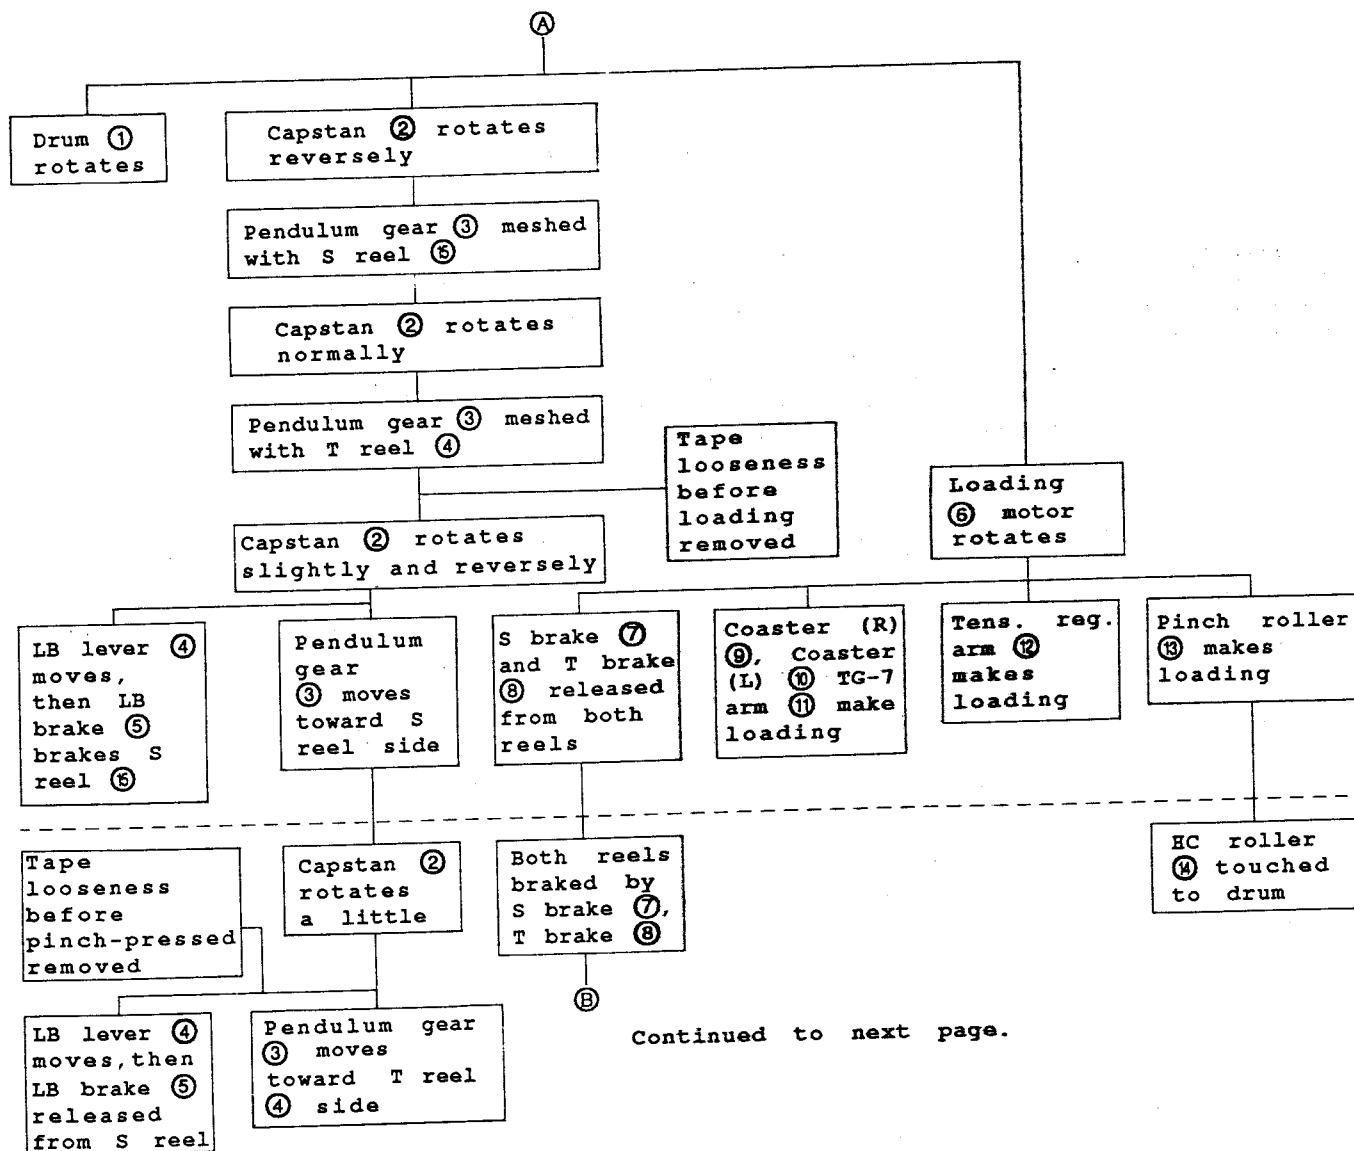 Ⓐ
Drum ①
rotates
Capstan ② rotates
reversely
Pendulum gear ③ meshed
with S reel ⑮
Capstan ② rotates
normally
Pendulum gear ③ meshed
with T reel ④
Tape
looseness
before
loading
removed
Loading
⑥ motor
rotates
Capstan ② rotates
slightly and reversely
LB lever ④
moves,
then LB
brake ⑤
brakes S
reel ⑮
Pendulum
gear
③ moves
toward S
reel side
S brake ⑦
and T brake
⑧ released
from both
reels
Coaster (R)
⑨, Coaster
(L) ⑩ TG-7
arm ⑪ make
loading
Tens. reg.
arm ⑫
makes
loading
Pinch roller
⑬ makes
loading
Tape
looseness
before
pinch-pressed
removed
Capstan ②
rotates
a little
Both reels
braked by
S brake ⑦,
T brake ⑧
HC roller
⑭ touched
to drum
Ⓑ
LB lever ④
moves, then
LB brake ⑤
released
from S reel
Pendulum gear
③ moves
toward T reel
④ side
Continued to next page.